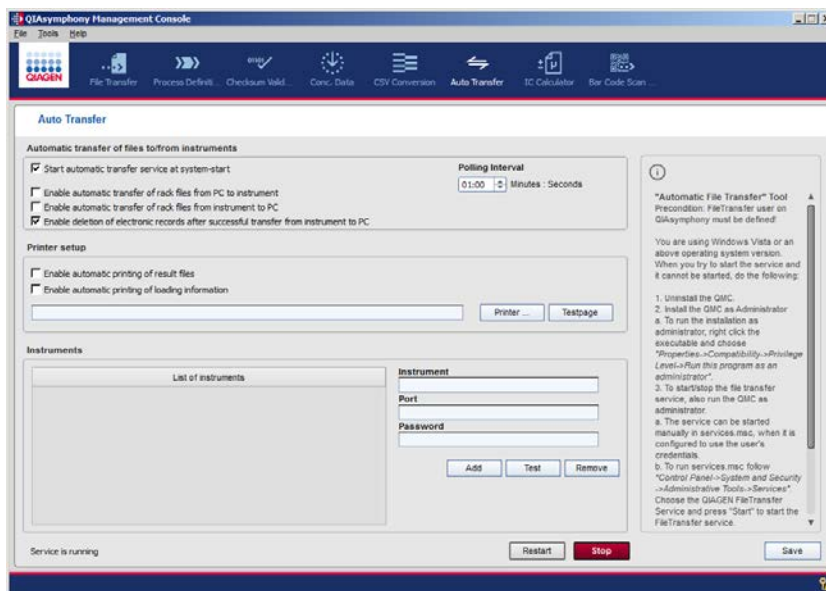 QIAsymphony Management Console
File Tools Help
QIAGEN
File Transfer Process Definiti... Checksum Valid... Conc. Data CSV Conversion Auto Transfer IC Calculator Bar Code Scan ...
Auto Transfer
Automatic transfer of files to/from instruments
Start automatic transfer service at system-start
Polling Interval
01:00 Minutes : Seconds
Enable automatic transfer of rack files from PC to instrument
Enable automatic transfer of rack files from instrument to PC
Enable deletion of electronic records after successful transfer from instrument to PC
Printer setup
Enable automatic printing of result files
Enable automatic printing of loading information
Printer ... Testpage
Instruments
List of instruments
Instrument
Port
Password
Add Test Remove
Service is running
Restart Stop
"Automatic File Transfer" Tool
Precondition: FileTransfer user on
QIAsymphony must be defined!
You are using Windows Vista or an
above operating system version.
When you try to start the service and
it cannot be started, do the following:
1. Uninstall the QMC.
2. Install the QMC as Administrator
a. To run the installation as
administrator, right click the
executable and choose
"Properties->Compatibility->Privilege
Level->Run this program as an
administrator".
3. To start/stop the file transfer
service, also run the QMC as
administrator.
a. The service can be started
manually in services.msc, when it is
configured to use the user's
credentials.
b. To run services.msc follow
"Control Panel->System and Security
->Administrative Tools->Services".
Choose the QIAGEN FileTransfer
Service and press "Start" to start the
FileTransfer service.
Save